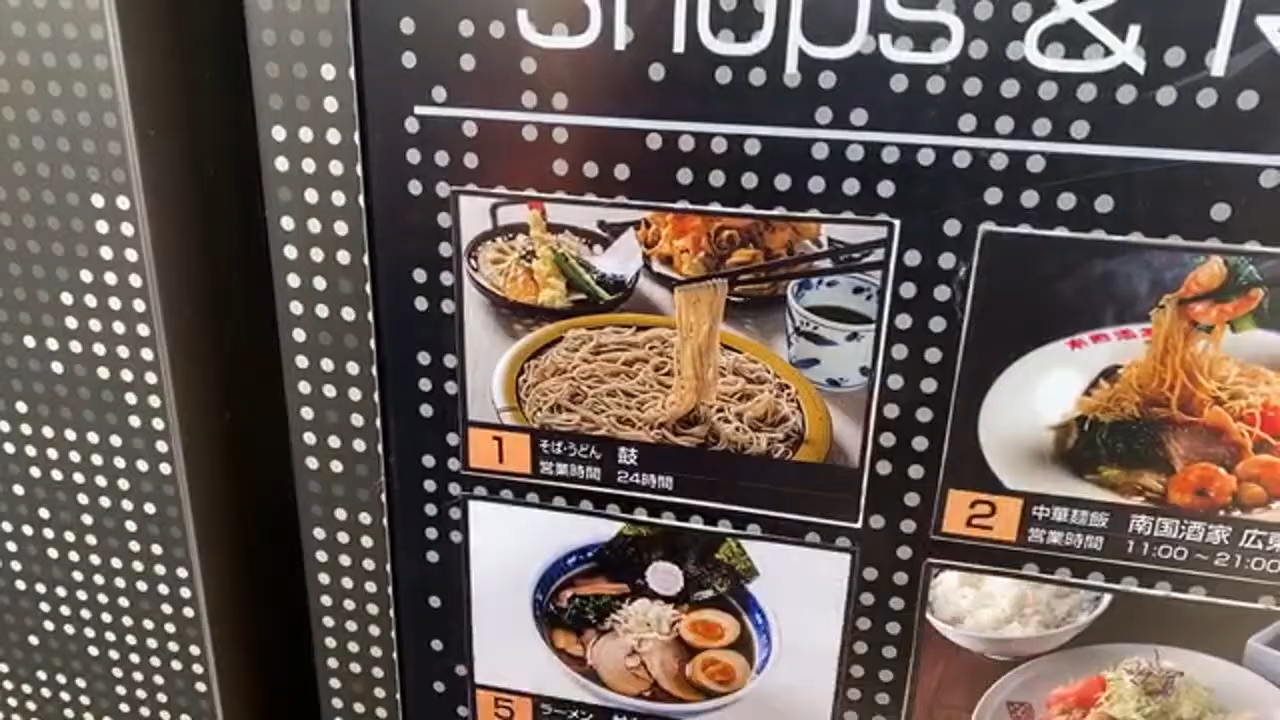 Shops &
1
そば・うどん 鼓
営業時間 24時間
2
中華麺飯 南国酒家 広東
営業時間 11:00～21:00
5
ラーメン